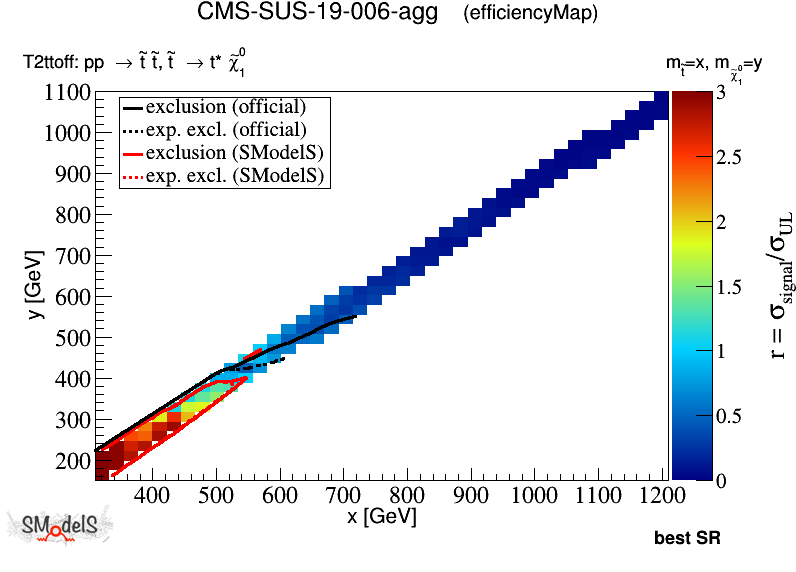 CMS-SUS-19-006-agg (efficiencyMap)
T2ttoff: pp → t̃ t̃, t̃ → t* χ̃₁⁰
m_t̃=x, m_χ̃₁⁰=y
exclusion (official)
exp. excl. (official)
exclusion (SModelS)
exp. excl. (SModelS)
1100
1000
900
800
700
600
500
400
300
200
y [GeV]
400 500 600 700 800 900 1000 1100 1200
x [GeV]
3
2.5
2
1.5
1
0.5
0
r = σ_signal/σ_UL
SModelS
best SR